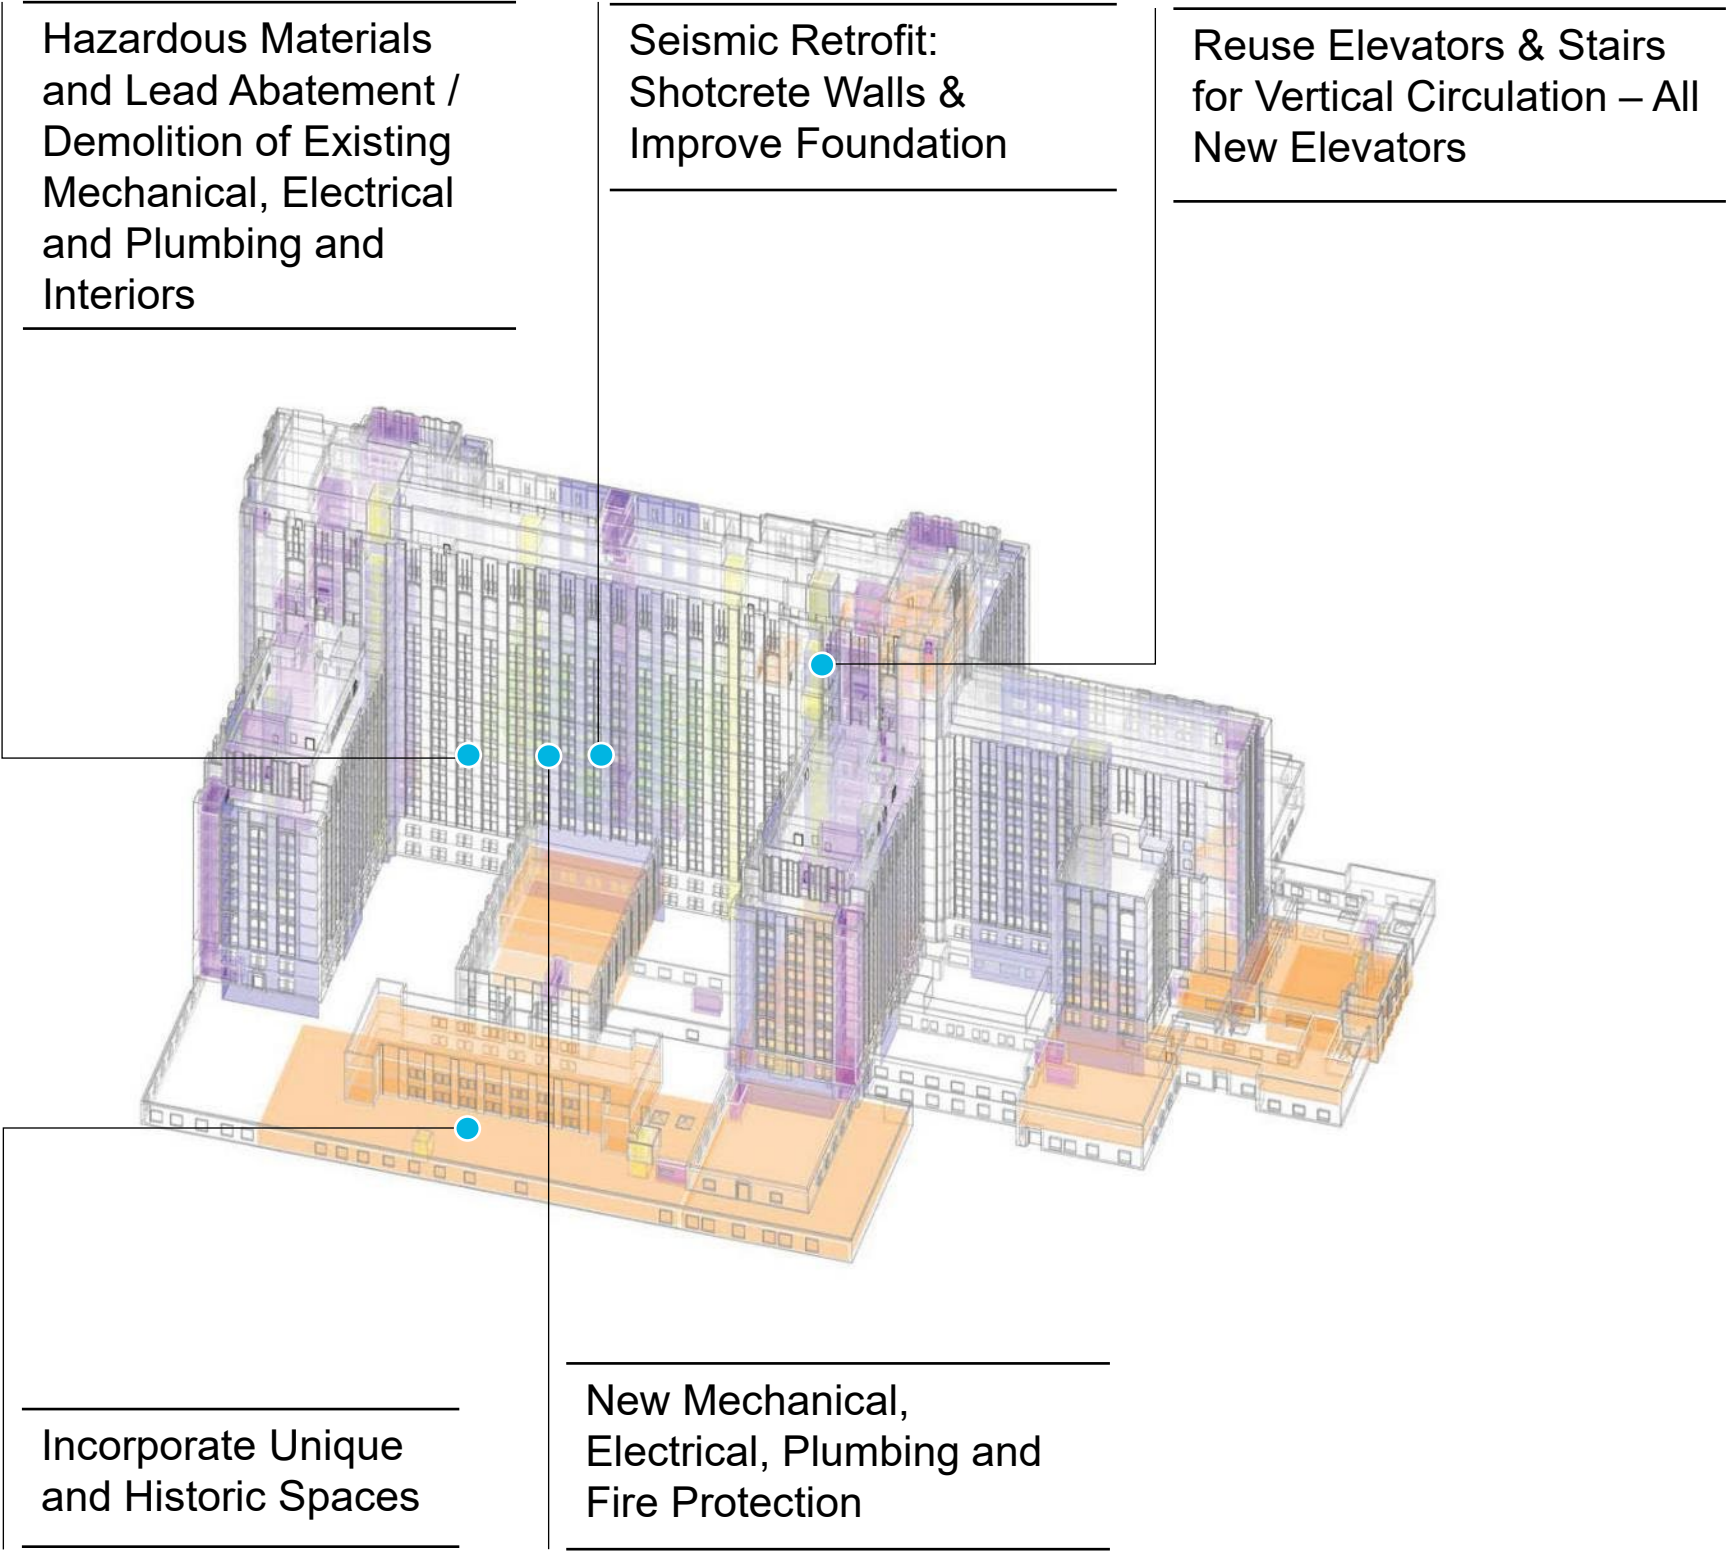 Hazardous Materials
and Lead Abatement /
Demolition of Existing
Mechanical, Electrical
and Plumbing and
Interiors
Seismic Retrofit:
Shotcrete Walls &
Improve Foundation
Reuse Elevators & Stairs
for Vertical Circulation – All
New Elevators
Incorporate Unique
and Historic Spaces
New Mechanical,
Electrical, Plumbing and
Fire Protection